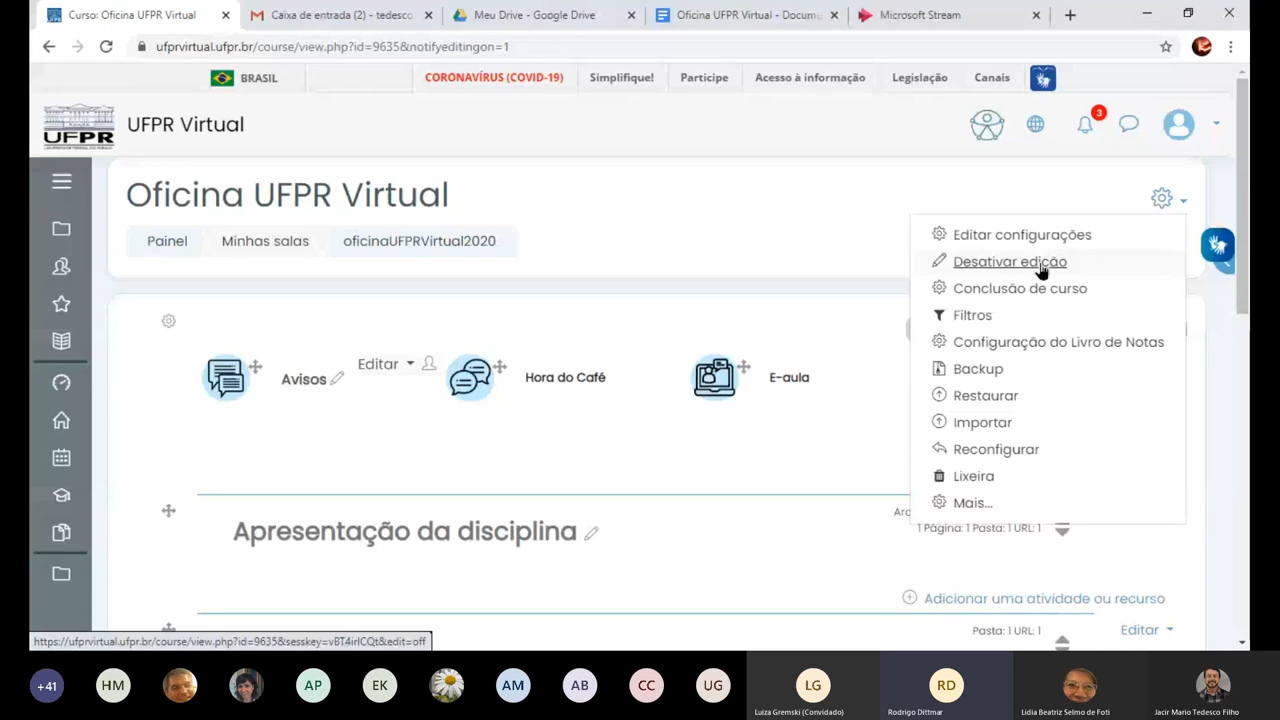 Curso: Oficina UFPR Virtual
Caixa de entrada (2) - tedesco
Meu Drive - Google Drive
Oficina UFPR Virtual - Docum
Microsoft Stream
ufprvirtual.ufpr.br/course/view.php?id=9635&notifyeditingon=1
BRASIL
CORONAVÍRUS (COVID-19)
Simplifique!
Participe
Acesso à informação
Legislação
Canais
UFPR
UFPR Virtual
3
Oficina UFPR Virtual
Painel
Minhas salas
oficinaUFPRVirtual2020
Editar configurações
Desativar edição
Conclusão de curso
Filtros
Configuração do Livro de Notas
Backup
Restaurar
Importar
Reconfigurar
Lixeira
Mais...
Avisos
Editar
Hora do Café
E-aula
Apresentação da disciplina
1 Página: 1 Pasta: 1 URL: 1
Adicionar uma atividade ou recurso
Pasta: 1 URL: 1
Editar
https://ufprvirtual.ufpr.br/course/view.php?id=9635&sesskey=vBT4irICQt&edit=off
+41
HM
AP
EK
AM
AB
CC
UG
LG
RD
Luiza Gremski (Convidado)
Rodrigo Dittmar
Lidia Beatriz Selmo de Foti
Jacir Mario Tedesco Filho